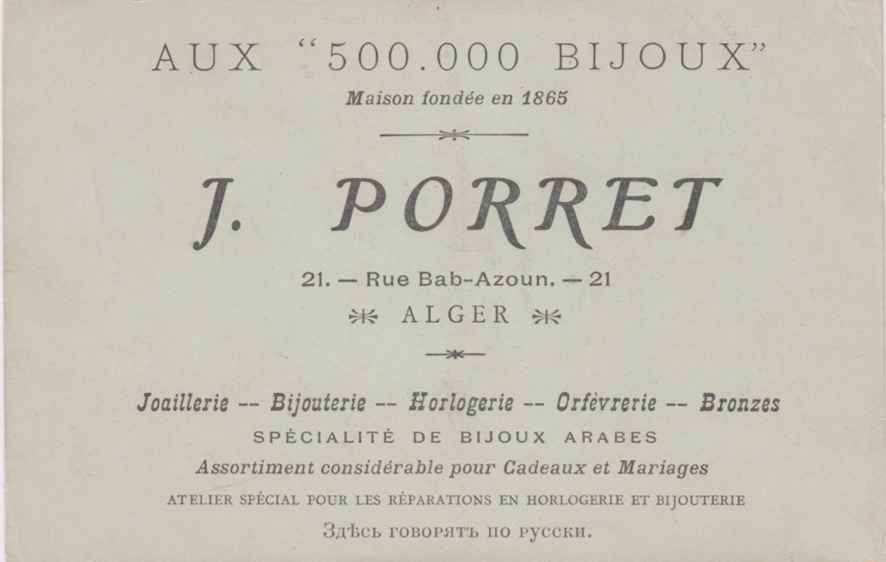 AUX “500.000 BIJOUX”
Maison fondée en 1865
J. PORRET
21. — Rue Bab-Azoun. — 21
ALGER
Joaillerie -- Bijouterie -- Horlogerie -- Orfèvrerie -- Bronzes
SPÉCIALITÉ DE BIJOUX ARABES
Assortiment considérable pour Cadeaux et Mariages
ATELIER SPÉCIAL POUR LES RÉPARATIONS EN HORLOGERIE ET BIJOUTERIE
Здѣсь говорятъ по русски.